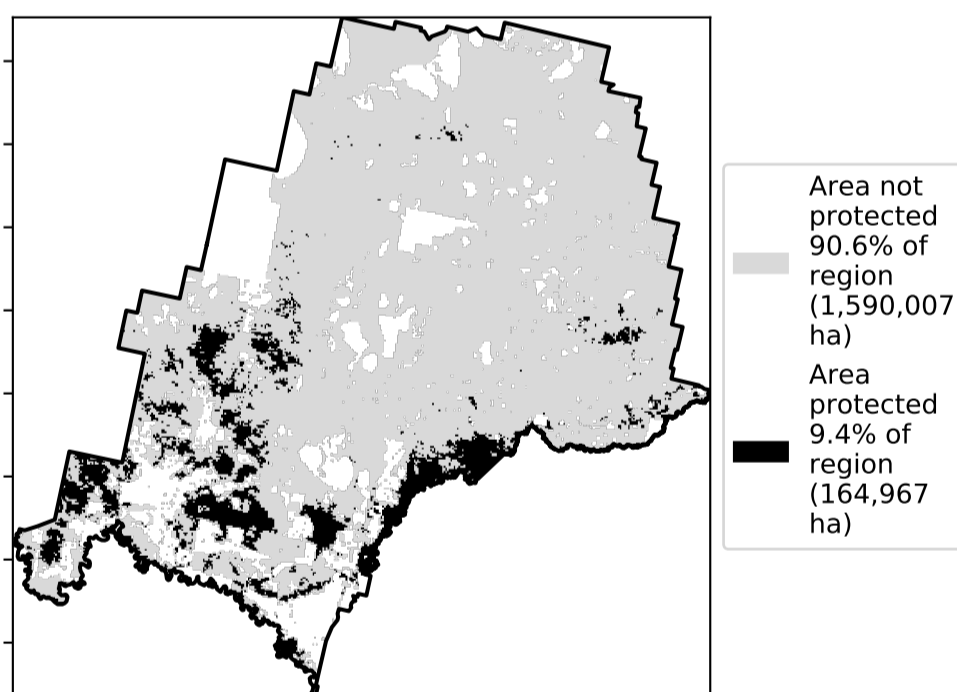 Area not
protected
90.6% of
region
(1,590,007
ha)
Area
protected
9.4% of
region
(164,967
ha)